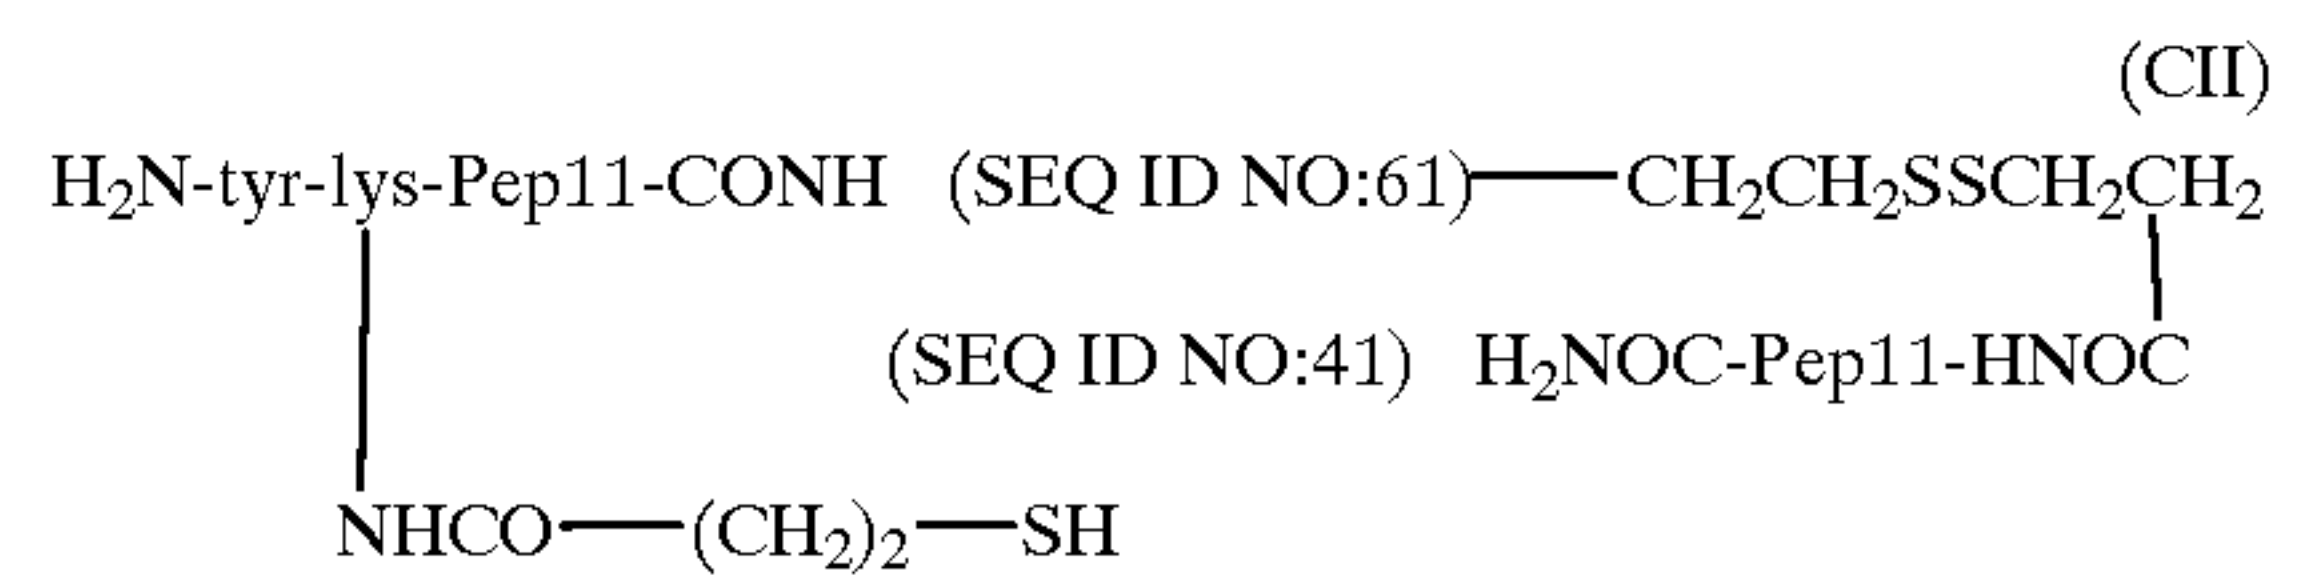 (CII)
H₂N-tyr-lys-Pep11-CONH (SEQ ID NO:61)—CH₂CH₂SSCH₂CH₂
(SEQ ID NO:41) H₂NOC-Pep11-HNOC
NHCO—(CH₂)₂—SH